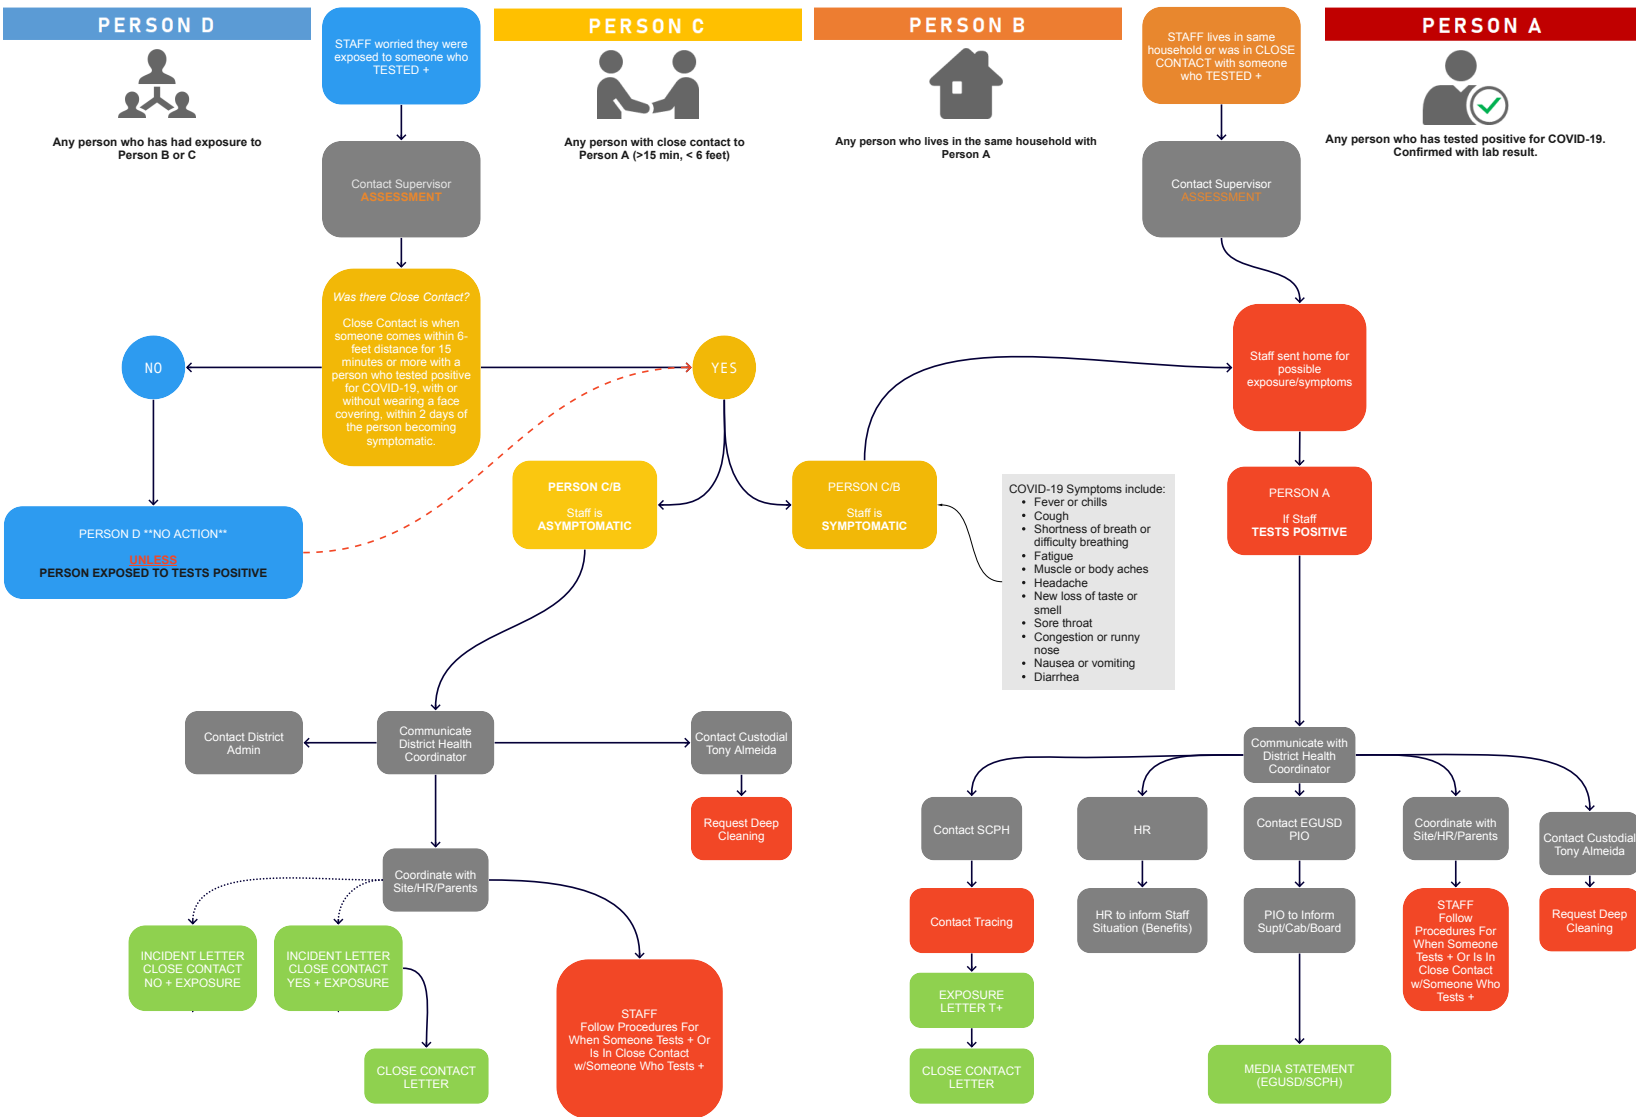 PERSON D
PERSON C
PERSON B
PERSON A
STAFF worried they were
exposed to someone who
TESTED +
STAFF lives in same
household or was in CLOSE
CONTACT with someone
who TESTED +
Any person who has had exposure to
Person B or C
Any person with close contact to
Person A (>15 min, < 6 feet)
Any person who lives in the same household with
Person A
Any person who has tested positive for COVID-19.
Confirmed with lab result.
Contact Supervisor
ASSESSMENT
Contact Supervisor
ASSESSMENT
Was there Close Contact?
Close Contact is when
someone comes within 6-
feet distance for 15
minutes or more with a
person who tested positive
for COVID-19, with or
without wearing a face
covering, within 2 days of
the person becoming
symptomatic.
NO
YES
Staff sent home for
possible
exposure/symptoms
PERSON D **NO ACTION**
UNLESS
PERSON EXPOSED TO TESTS POSITIVE
PERSON C/B
Staff is
ASYMPTOMATIC
PERSON C/B
Staff is
SYMPTOMATIC
COVID-19 Symptoms include:
• Fever or chills
• Cough
• Shortness of breath or
difficulty breathing
• Fatigue
• Muscle or body aches
• Headache
• New loss of taste or
smell
• Sore throat
• Congestion or runny
nose
• Nausea or vomiting
• Diarrhea
PERSON A
If Staff
TESTS POSITIVE
Contact District
Admin
Communicate
District Health
Coordinator
Contact Custodial
Tony Almeida
Request Deep
Cleaning
Coordinate with
Site/HR/Parents
INCIDENT LETTER
CLOSE CONTACT
NO + EXPOSURE
INCIDENT LETTER
CLOSE CONTACT
YES + EXPOSURE
CLOSE CONTACT
LETTER
STAFF
Follow Procedures For
When Someone Tests + Or
Is In Close Contact
w/Someone Who Tests +
Communicate with
District Health
Coordinator
Contact SCPH
HR
Contact EGUSD
PIO
Coordinate with
Site/HR/Parents
Contact Custodial
Tony Almeida
Contact Tracing
HR to inform Staff
Situation (Benefits)
PIO to Inform
Supt/Cab/Board
STAFF
Follow
Procedures For
When Someone
Tests + Or Is In
Close Contact
w/Someone Who
Tests +
Request Deep
Cleaning
EXPOSURE
LETTER T+
CLOSE CONTACT
LETTER
MEDIA STATEMENT
(EGUSD/SCPH)